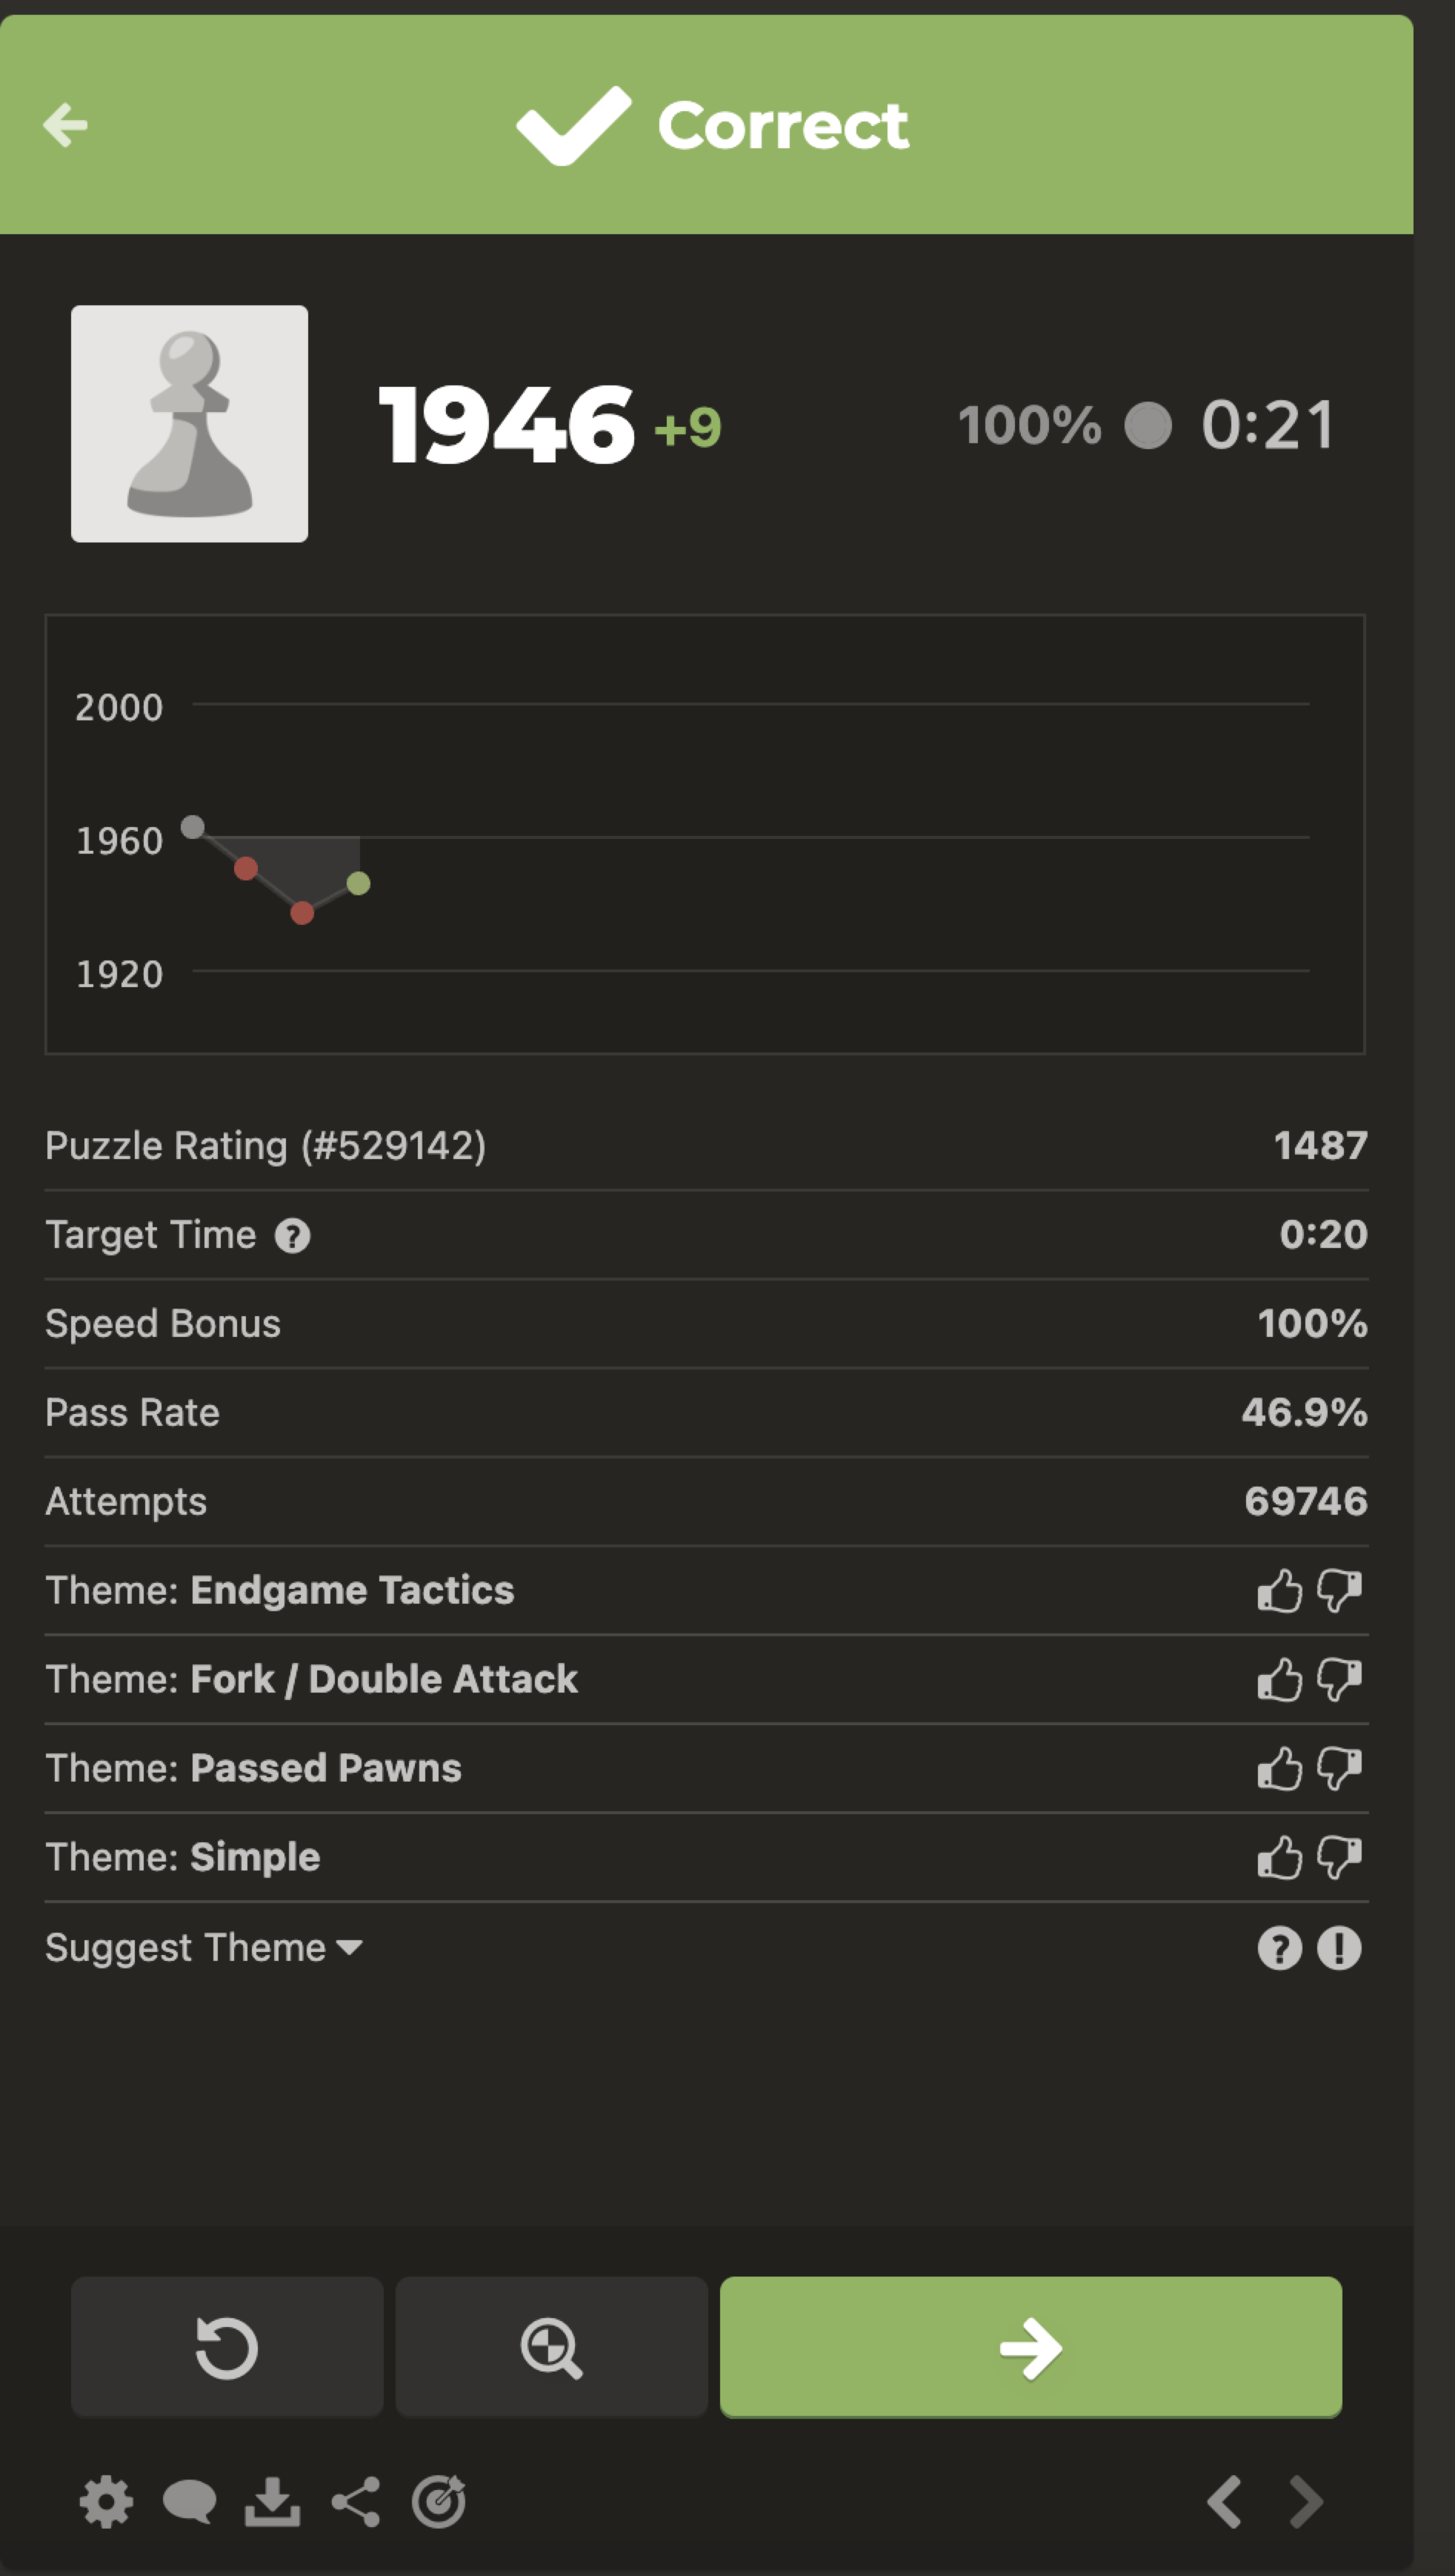 Correct
1946 +9 100% 0:21
2000
1960
1920
Puzzle Rating (#529142) 1487
Target Time ? 0:20
Speed Bonus 100%
Pass Rate 46.9%
Attempts 69746
Theme: Endgame Tactics
Theme: Fork / Double Attack
Theme: Passed Pawns
Theme: Simple
Suggest Theme ? !